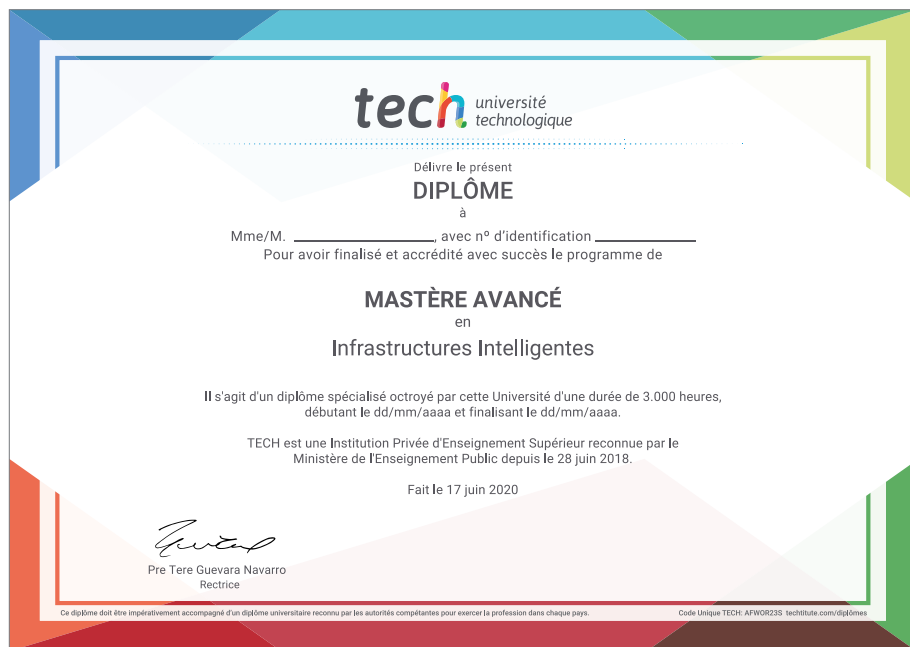 tech université
technologique
Délivre le présent
DIPLÔME
à
Mme/M. , avec nº d'identification
Pour avoir finalisé et accrédité avec succès le programme de
MASTÈRE AVANCÉ
en
Infrastructures Intelligentes
Il s'agit d'un diplôme spécialisé octroyé par cette Université d'une durée de 3.000 heures,
débutant le dd/mm/aaaa et finalisant le dd/mm/aaaa.
TECH est une Institution Privée d'Enseignement Supérieur reconnue par le
Ministère de l'Enseignement Public depuis le 28 juin 2018.
Fait le 17 juin 2020
Pre Tere Guevara Navarro
Rectrice
Ce diplôme doit être impérativement accompagné d'un diplôme universitaire reconnu par les autorités compétantes pour exercer la profession dans chaque pays.
Code Unique TECH: AFWOR23S techtitute.com/diplômes